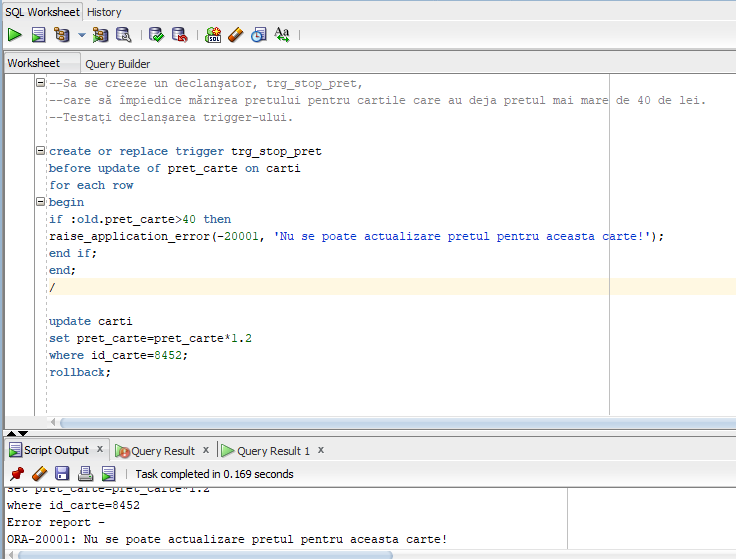 SQL Worksheet History
Worksheet Query Builder
--Sa se creeze un declanşator, trg_stop_pret,
--care să împiedice mărirea pretului pentru cartile care au deja pretul mai mare de 40 de lei.
--Testaţi declanşarea trigger-ului.
create or replace trigger trg_stop_pret
before update of pret_carte on carti
for each row
begin
if :old.pret_carte>40 then
raise_application_error(-20001, 'Nu se poate actualizare pretul pentru aceasta carte!');
end if;
end;
/
update carti
set pret_carte=pret_carte*1.2
where id_carte=8452;
rollback;
Script Output x Query Result x Query Result 1 x
Task completed in 0.169 seconds
set pret_carte=pret_carte*1.2
where id_carte=8452
Error report -
ORA-20001: Nu se poate actualizare pretul pentru aceasta carte!